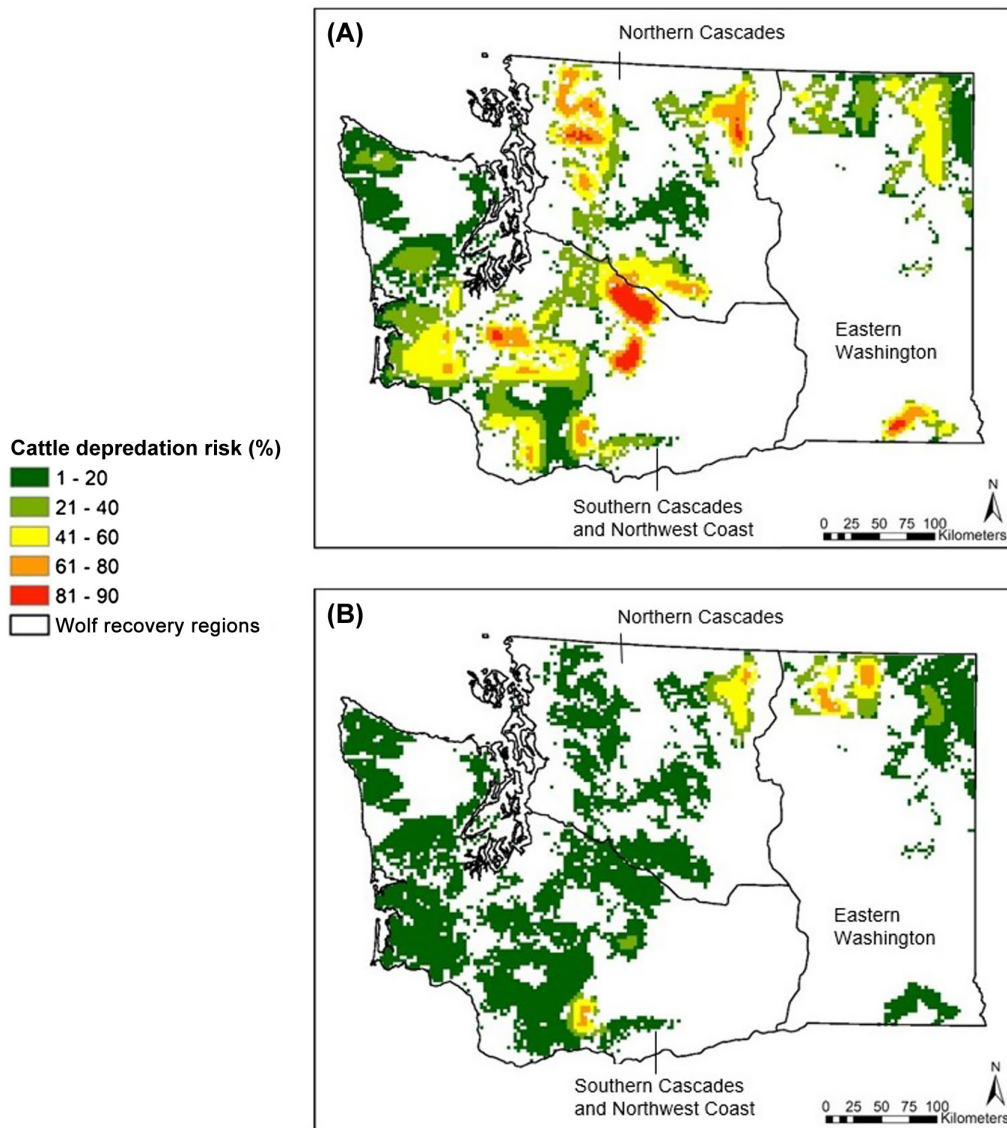 (A)
Northern Cascades
Eastern
Washington
Southern Cascades
and Northwest Coast
N
0 25 50 75 100
Kilometers
Cattle depredation risk (%)
1 - 20
21 - 40
41 - 60
61 - 80
81 - 90
Wolf recovery regions
(B)
Northern Cascades
Eastern
Washington
Southern Cascades
and Northwest Coast
N
0 25 50 75 100
Kilometers